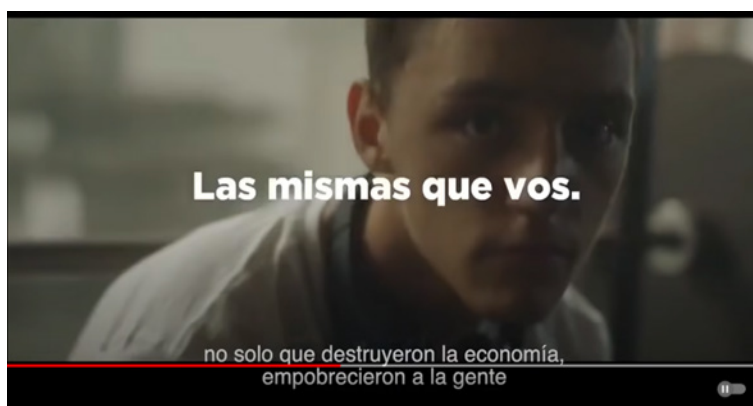 Las mismas que vos.
no solo que destruyeron la economía,
empobrecieron a la gente